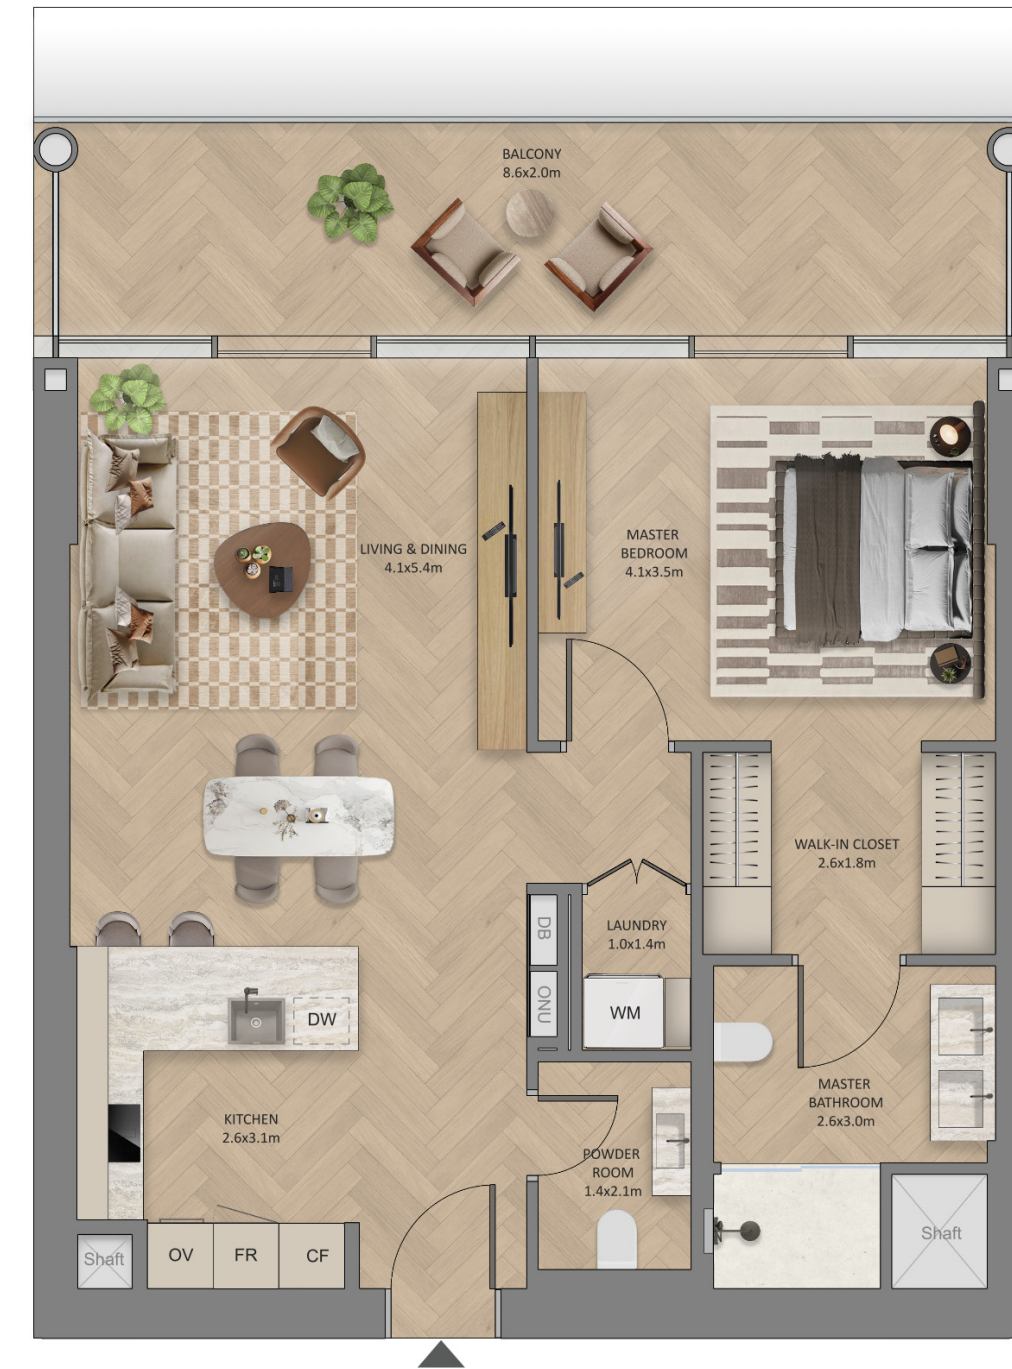 BALCONY
8.6x2.0m
LIVING & DINING
4.1x5.4m
MASTER
BEDROOM
4.1x3.5m
WALK-IN CLOSET
2.6x1.8m
DB
LAUNDRY
1.0x1.4m
ONU
WM
DW
KITCHEN
2.6x3.1m
MASTER
BATHROOM
2.6x3.0m
POWDER
ROOM
1.4x2.1m
Shaft
OV
FR
CF
Shaft